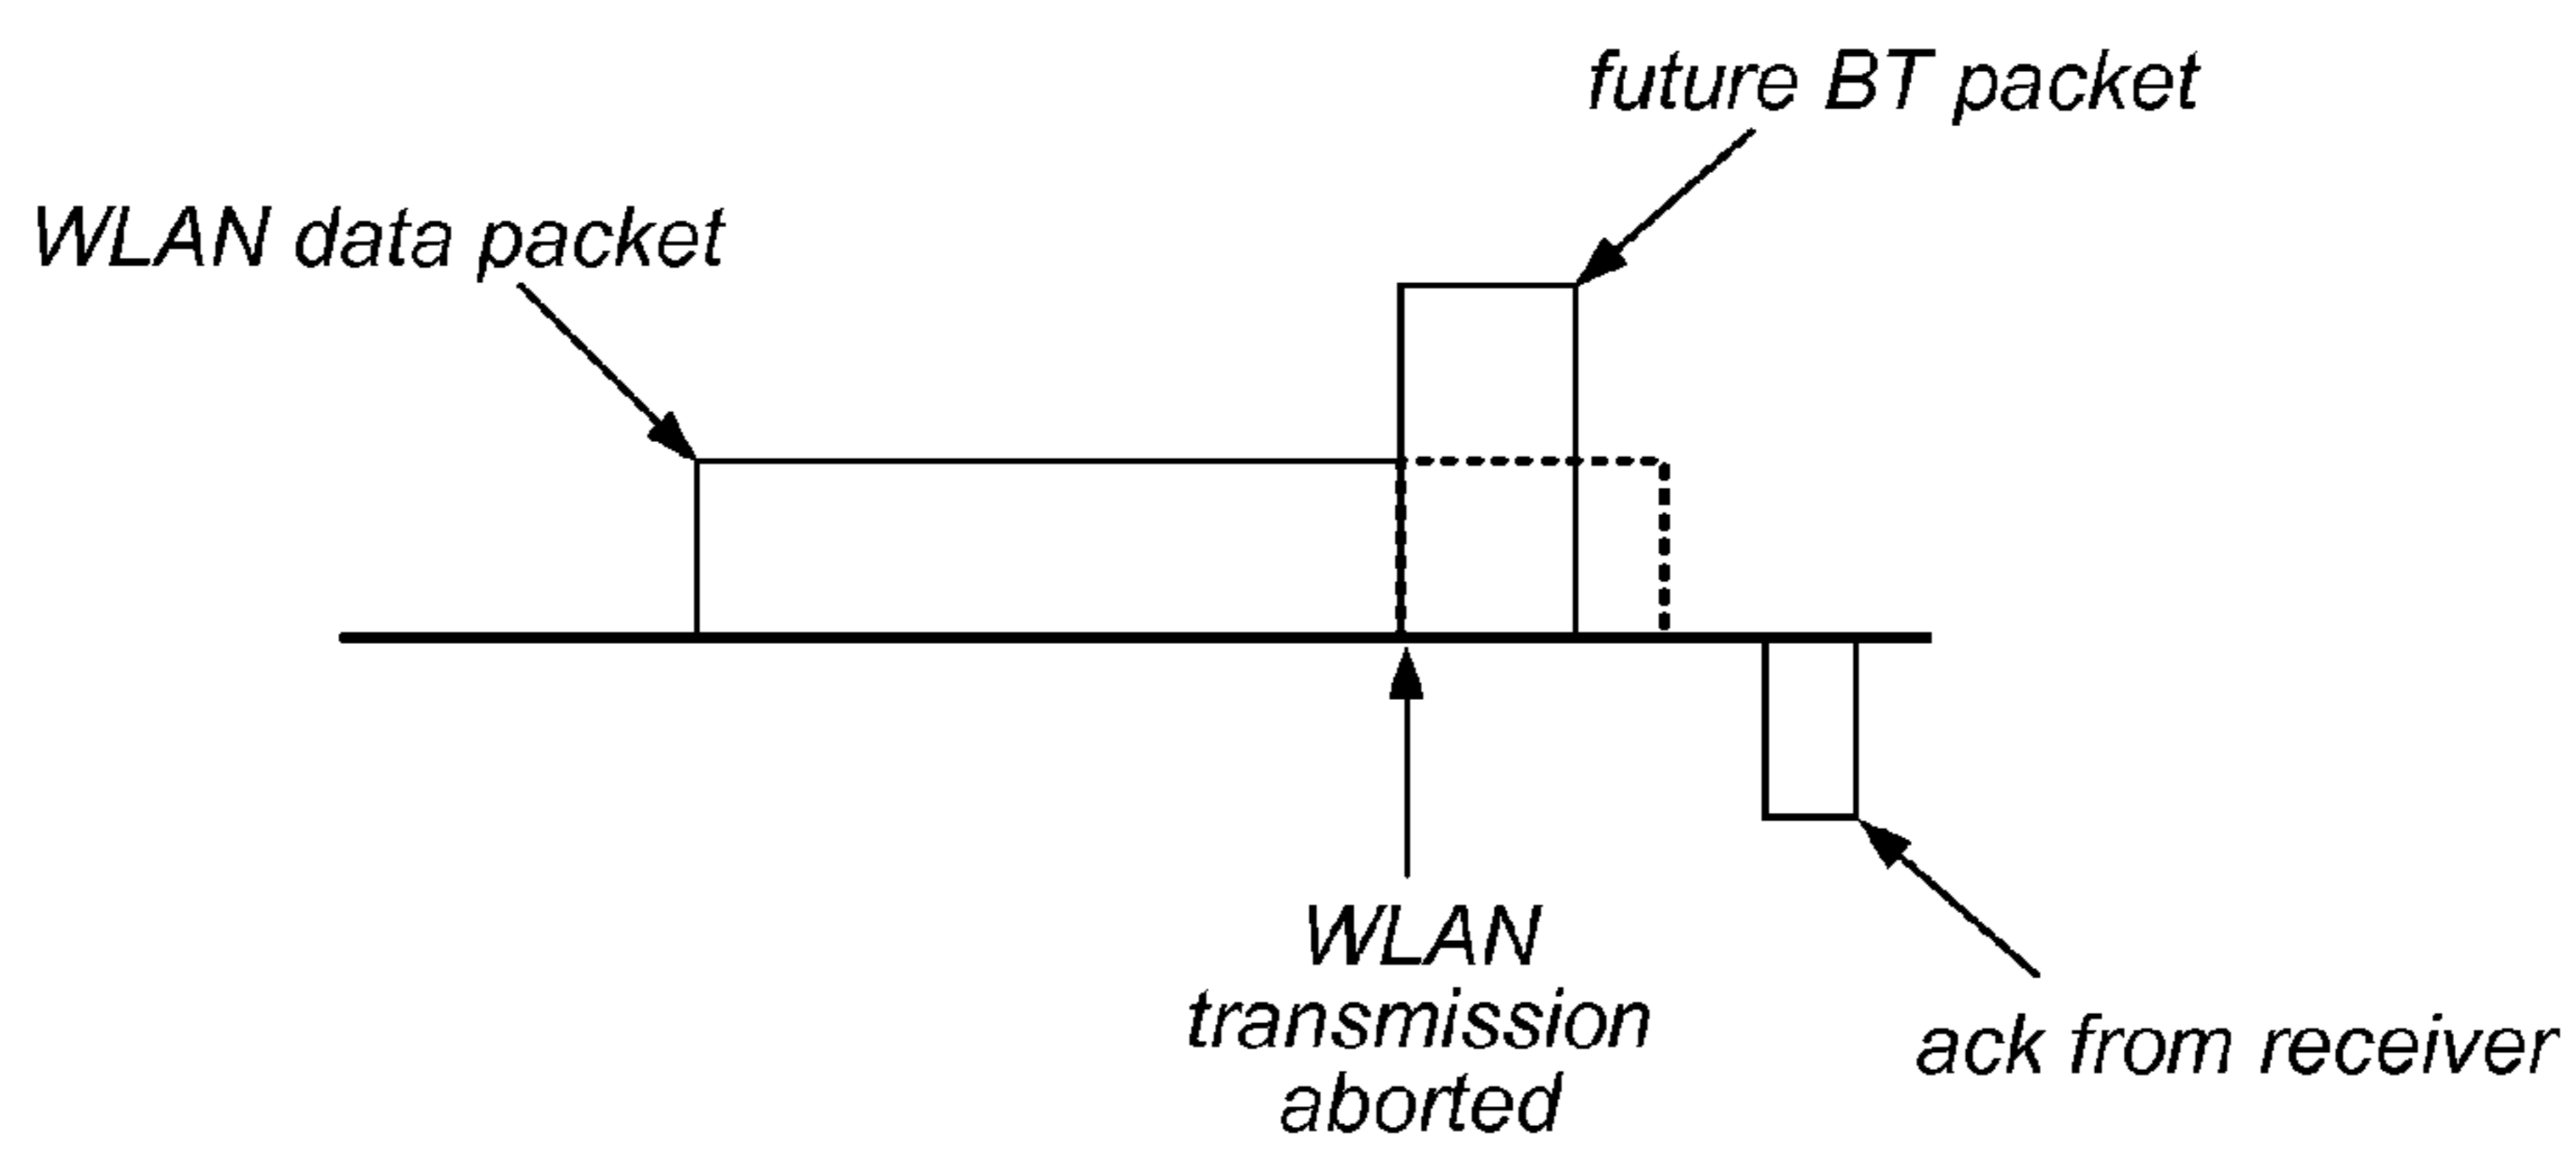 future BT packet
WLAN data packet
WLAN
transmission
aborted
ack from receiver